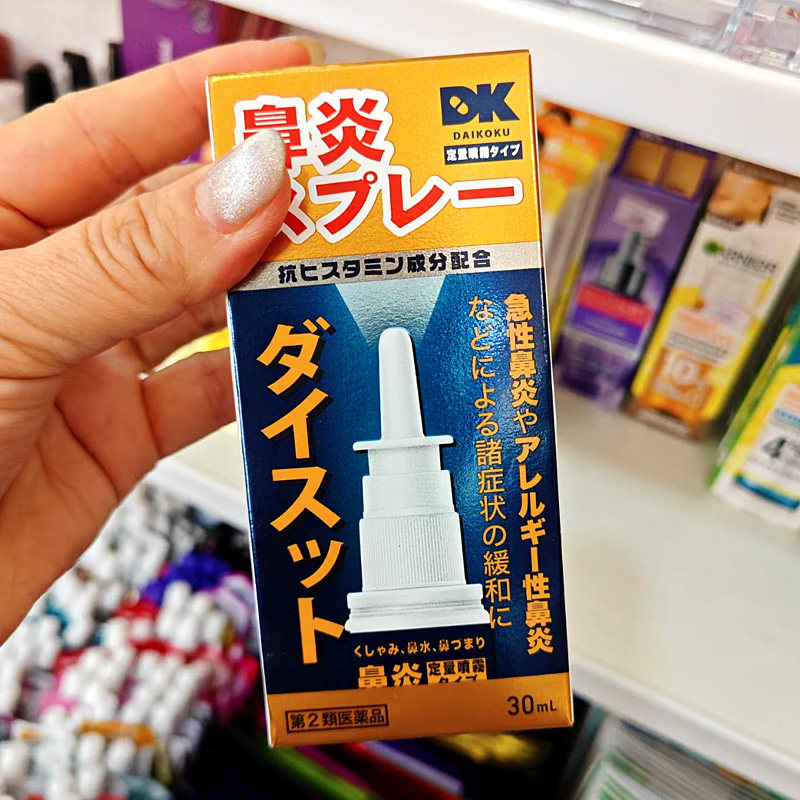 鼻炎
スプレー
DK
DAIKOKU
定量噴霧タイプ
抗ヒスタミン成分配合
急性鼻炎やアレルギー性鼻炎
などによる諸症状の緩和に
ダイスット
くしゃみ、鼻水、鼻づまり
鼻炎
定量噴霧
タイプ
第2類医薬品
30mL
GARNIER